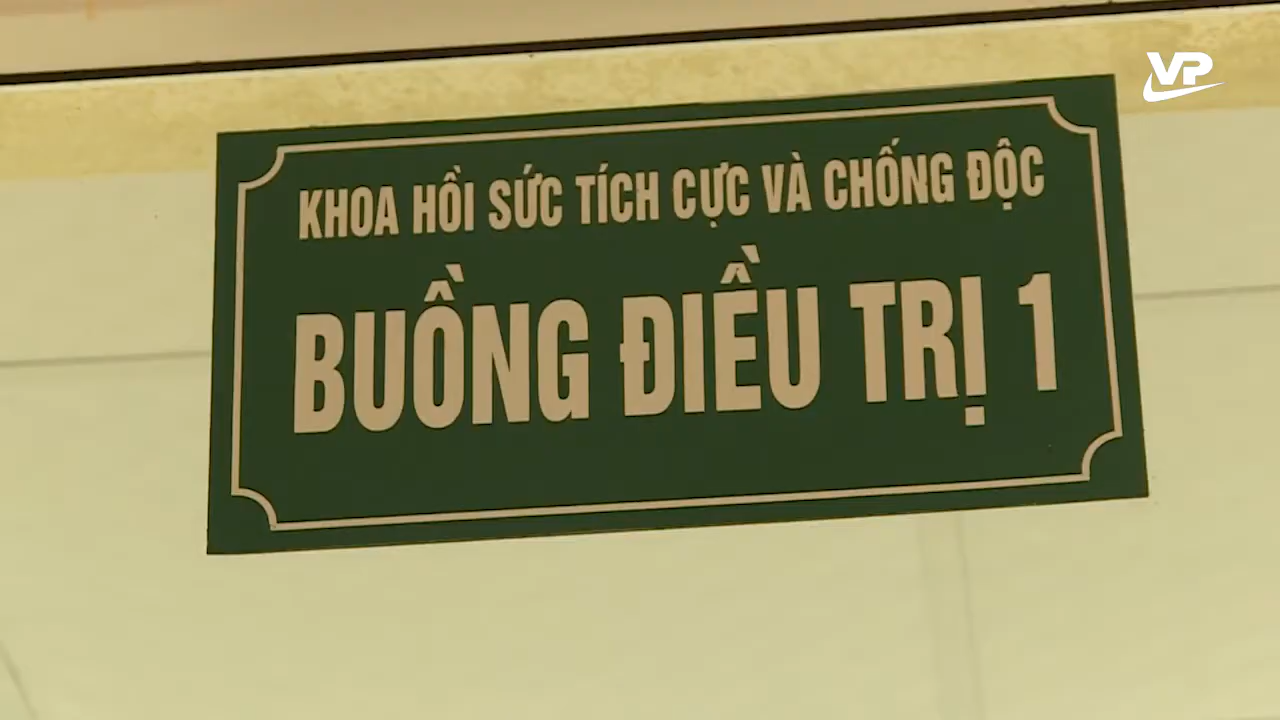 VP
KHOA HỒI SỨC TÍCH CỰC VÀ CHỐNG ĐỘC
BUỒNG ĐIỀU TRỊ 1